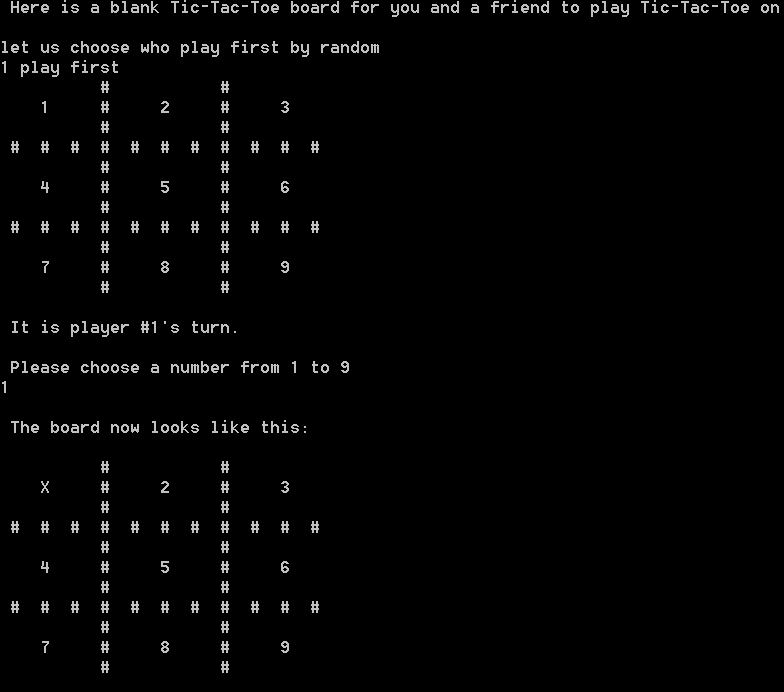 Here is a blank Tic-Tac-Toe board for you and a friend to play Tic-Tac-Toe on
let us choose who play first by random
1 play first
# #
1 # 2 # 3
# #
# # # # # # # # # # #
# #
4 # 5 # 6
# #
# # # # # # # # # # #
# #
7 # 8 # 9
# #
It is player #1's turn.
Please choose a number from 1 to 9
1
The board now looks like this:
# #
X # 2 # 3
# #
# # # # # # # # # # #
# #
4 # 5 # 6
# #
# # # # # # # # # # #
# #
7 # 8 # 9
# #